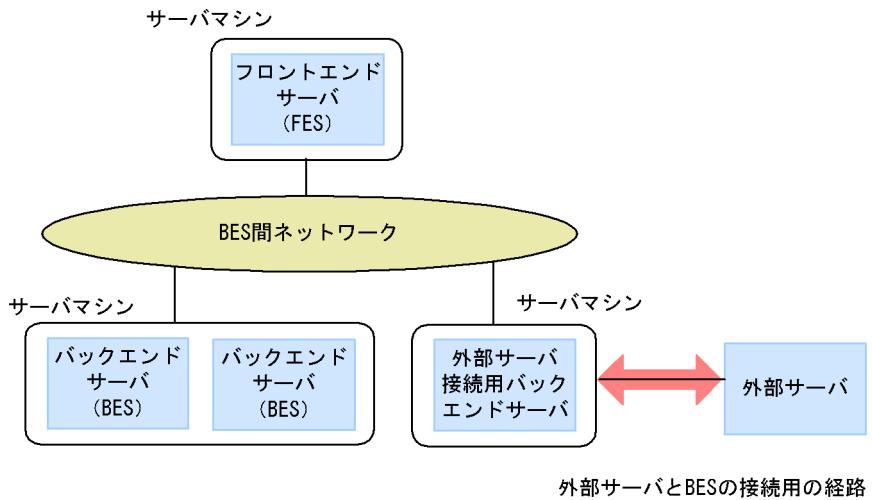 サーバマシン
フロントエンド
サーバ
(FES)
BES間ネットワーク
サーバマシン
バックエンド
サーバ
(BES)
バックエンド
サーバ
(BES)
サーバマシン
外部サーバ
接続用バック
エンドサーバ
外部サーバ
外部サーバとBESの接続用の経路